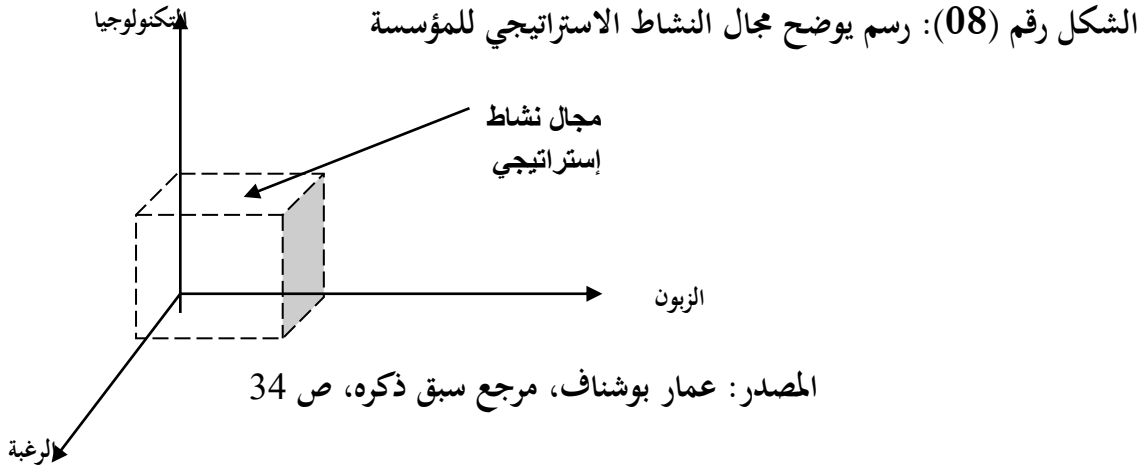 الشكل رقم (08): رسم يوضح مجال النشاط الاستراتيجي للمؤسسة
التكنولوجيا
مجال نشاط
إستراتيجي
الزبون
المصدر: عمار بوشناف، مرجع سبق ذكره، ص 34
الرغبة